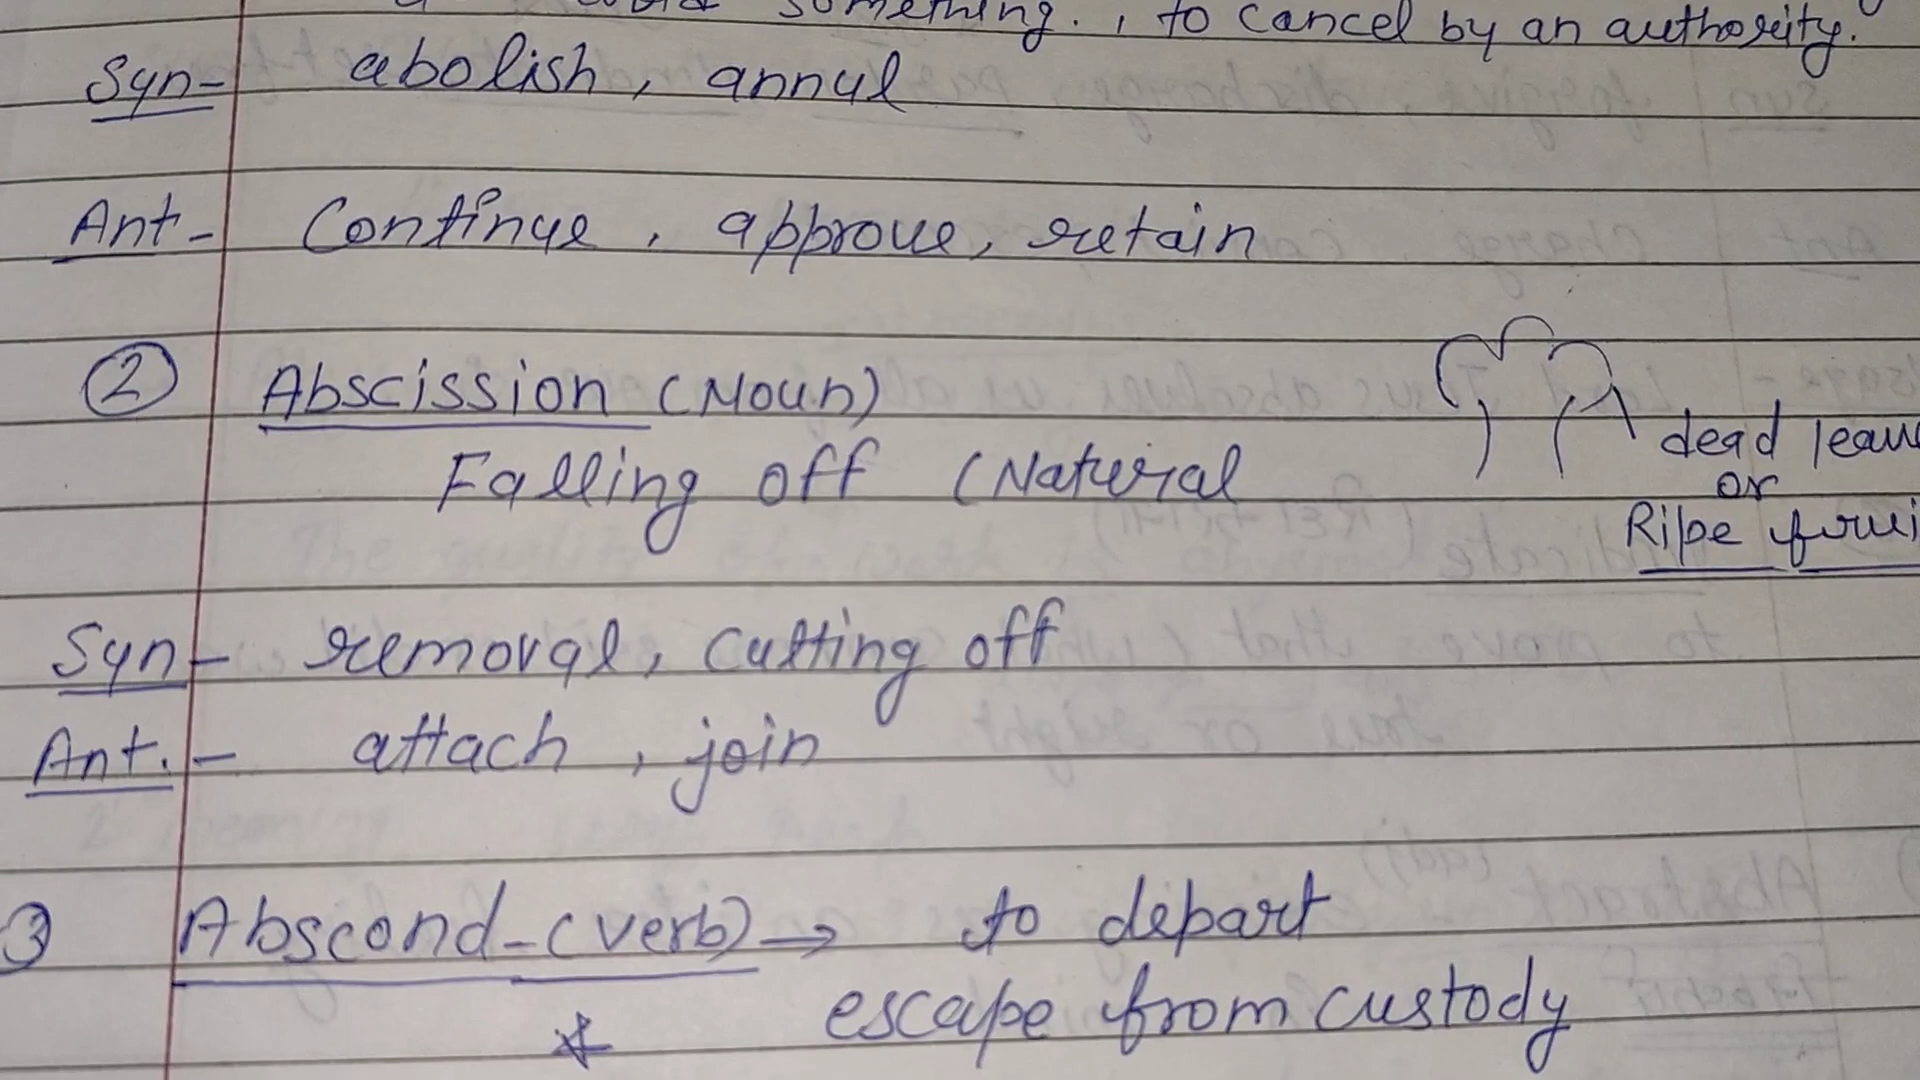 something. , to cancel by an authority.
Syn- abolish, annul
Ant- Continue, approve, retain
2 Abscission (Noun)
Falling off (Natural
dead
or
Ripe
Syn- removal, cutting off
Ant.- attach, join
3 Abscond-(verb) → to depart
escape from custody